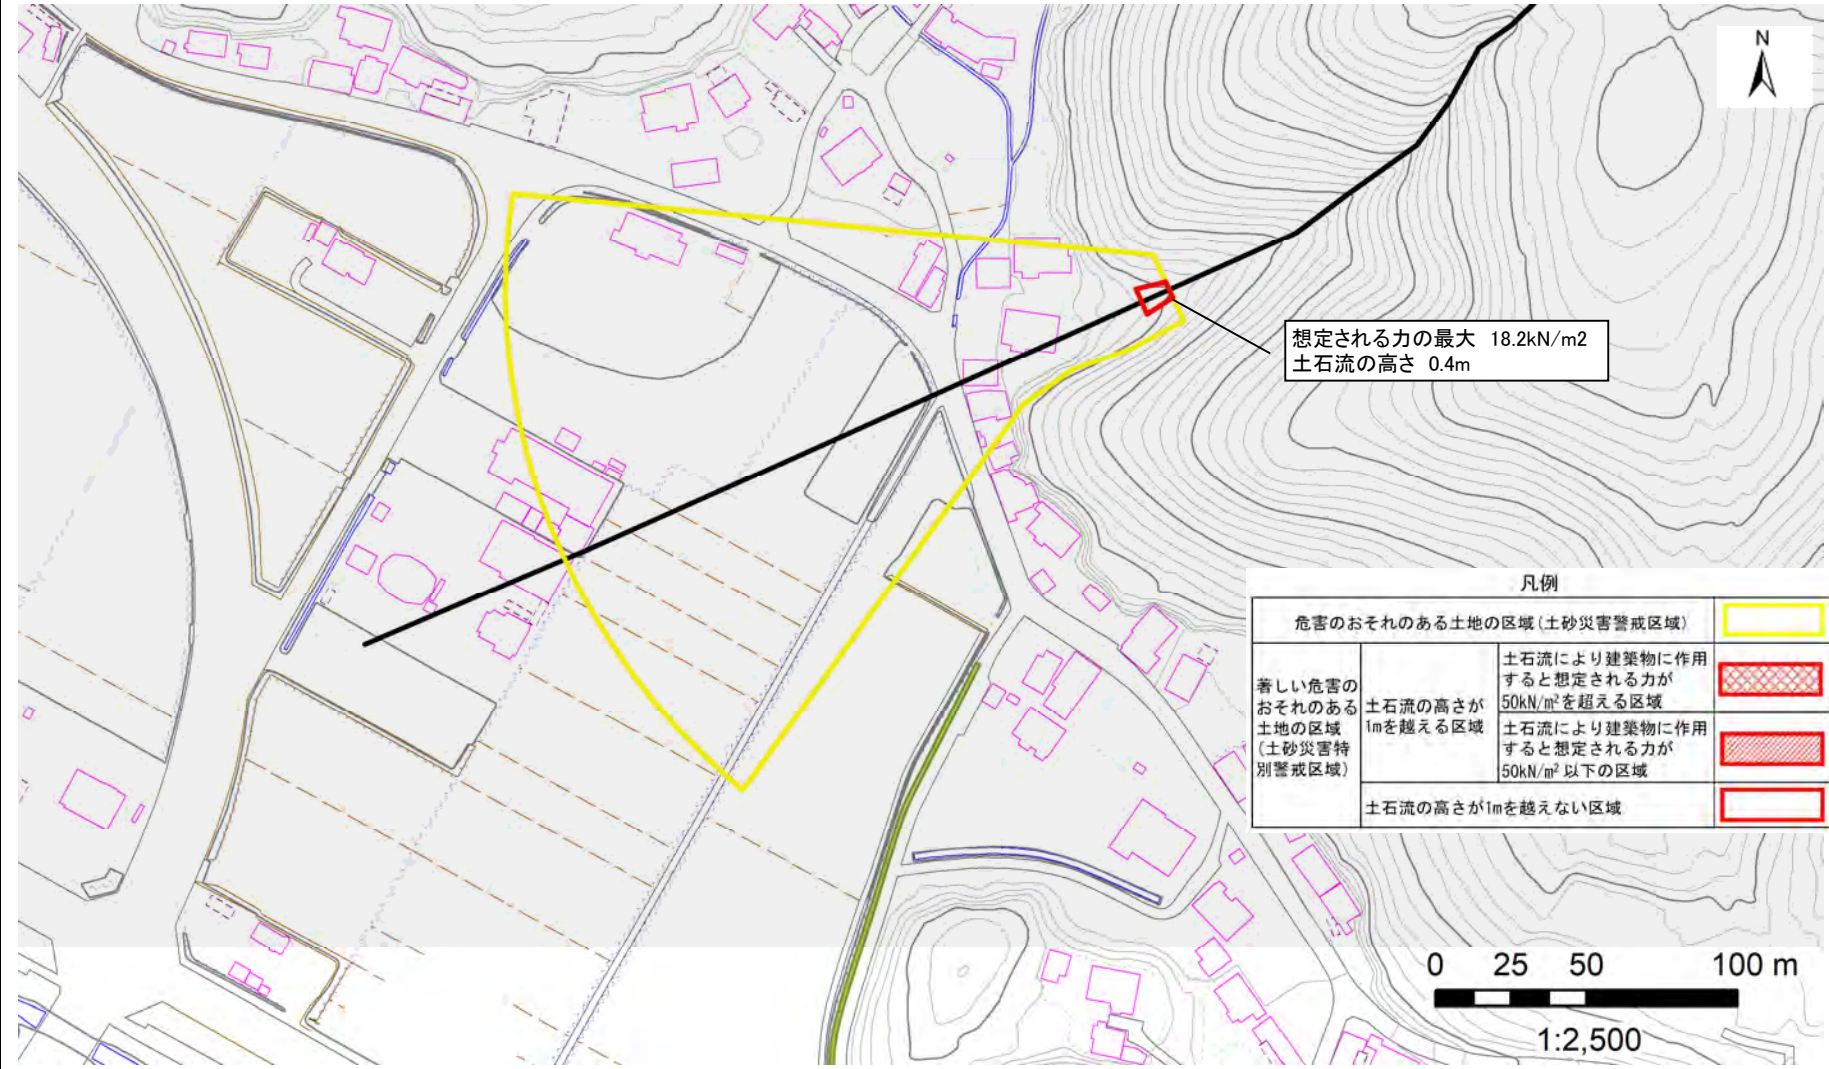 N
想定される力の最大 18.2kN/m2
土石流の高さ 0.4m
凡例
危害のおそれのある土地の区域(土砂災害警戒区域)
著しい危害の
おそれのある
土地の区域
(土砂災害特
別警戒区域)
土石流の高さが
1mを越える区域
土石流により建築物に作用
すると想定される力が
50kN/m²を超える区域
土石流により建築物に作用
すると想定される力が
50kN/m²以下の区域
土石流の高さが1mを越えない区域
0 25 50 100 m
1:2,500